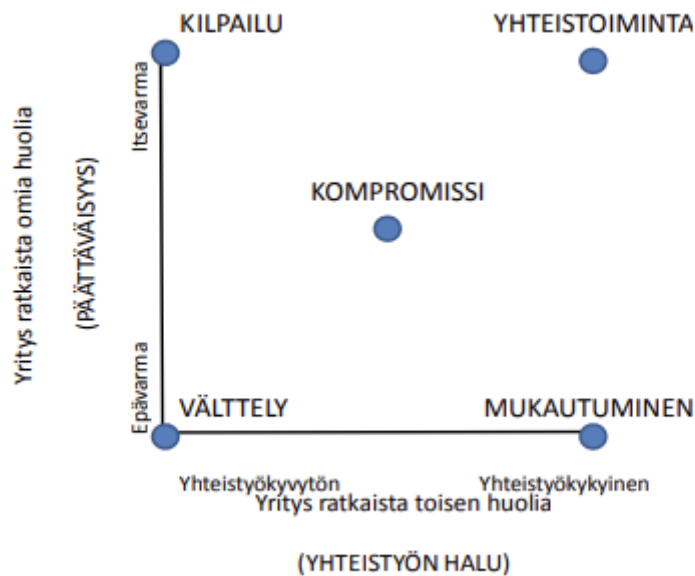 KILPAILU
YHTEISTOIMINTA
Itsevarma
Yritys ratkaista omia huolia
(PÄÄTTÄVÄISYYS)
KOMPROMISSI
Epävarma
VÄLTTELY
MUKAUTUMINEN
Yhteistyökyvytön
Yhteistyökykyinen
Yritys ratkaista toisen huolia
(YHTEISTYÖN HALU)